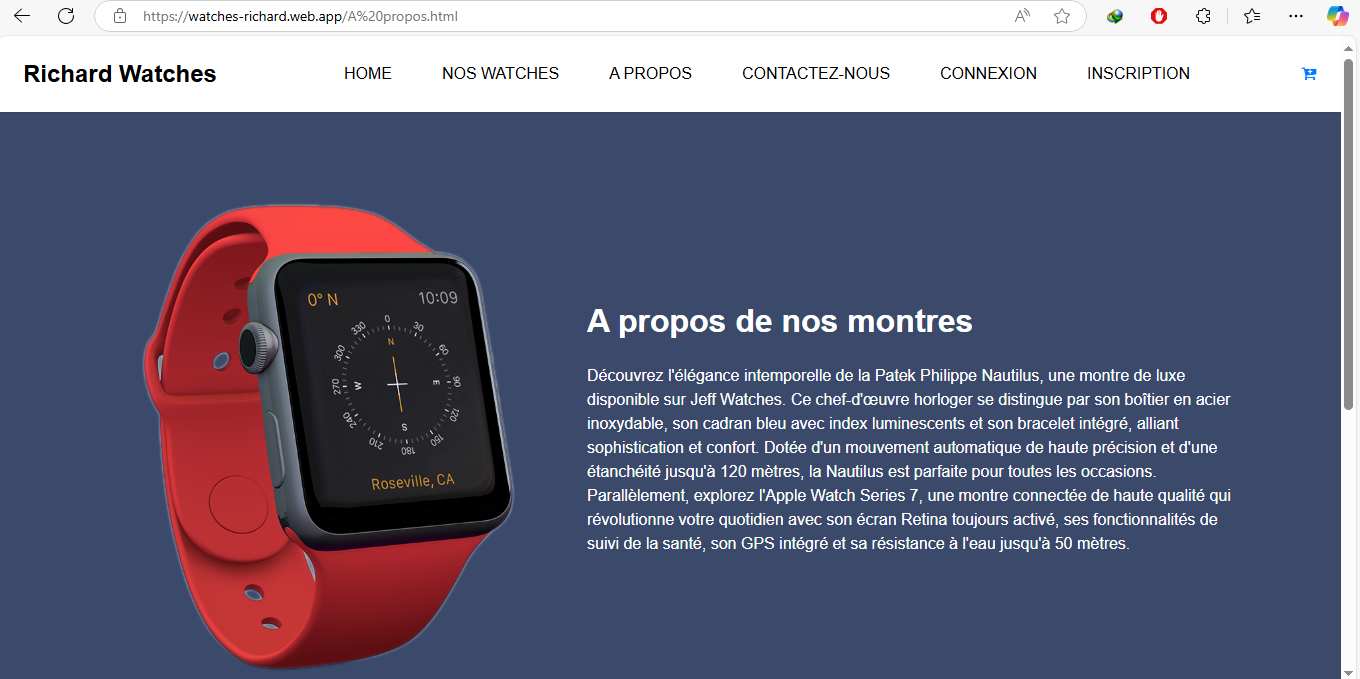 https://watches-richard.web.app/A%20propos.html
Richard Watches
HOME
NOS WATCHES
A PROPOS
CONTACTEZ-NOUS
CONNEXION
INSCRIPTION
0° N
10:09
0
30
60
90
120
150
180
210
240
270
300
330
N
E
S
W
Roseville, CA
A propos de nos montres
Découvrez l'élégance intemporelle de la Patek Philippe Nautilus, une montre de luxe
disponible sur Jeff Watches. Ce chef-d'œuvre horloger se distingue par son boîtier en acier
inoxydable, son cadran bleu avec index luminescents et son bracelet intégré, alliant
sophistication et confort. Dotée d'un mouvement automatique de haute précision et d'une
étanchéité jusqu'à 120 mètres, la Nautilus est parfaite pour toutes les occasions.
Parallèlement, explorez l'Apple Watch Series 7, une montre connectée de haute qualité qui
révolutionne votre quotidien avec son écran Retina toujours activé, ses fonctionnalités de
suivi de la santé, son GPS intégré et sa résistance à l'eau jusqu'à 50 mètres.